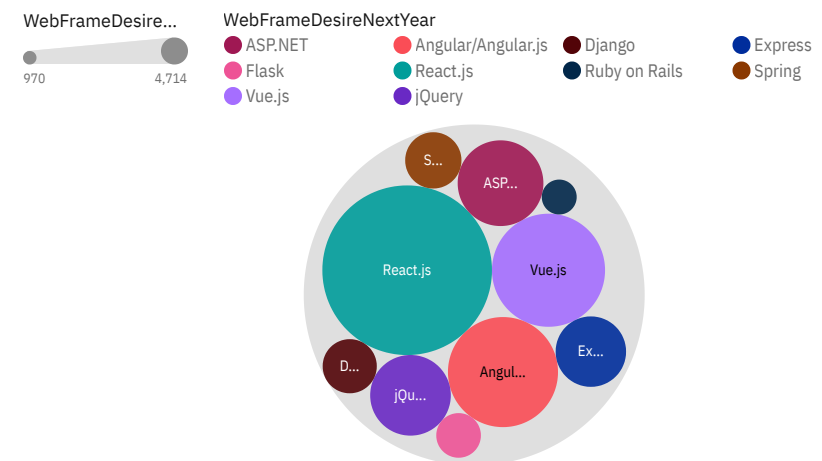 WebFrameDesire...
970 4,714
WebFrameDesireNextYear
ASP.NET Angular/Angular.js Django Express
Flask React.js Ruby on Rails Spring
Vue.js jQuery
S...
ASP...
React.js
Vue.js
Ex...
D...
Angul...
jQu...